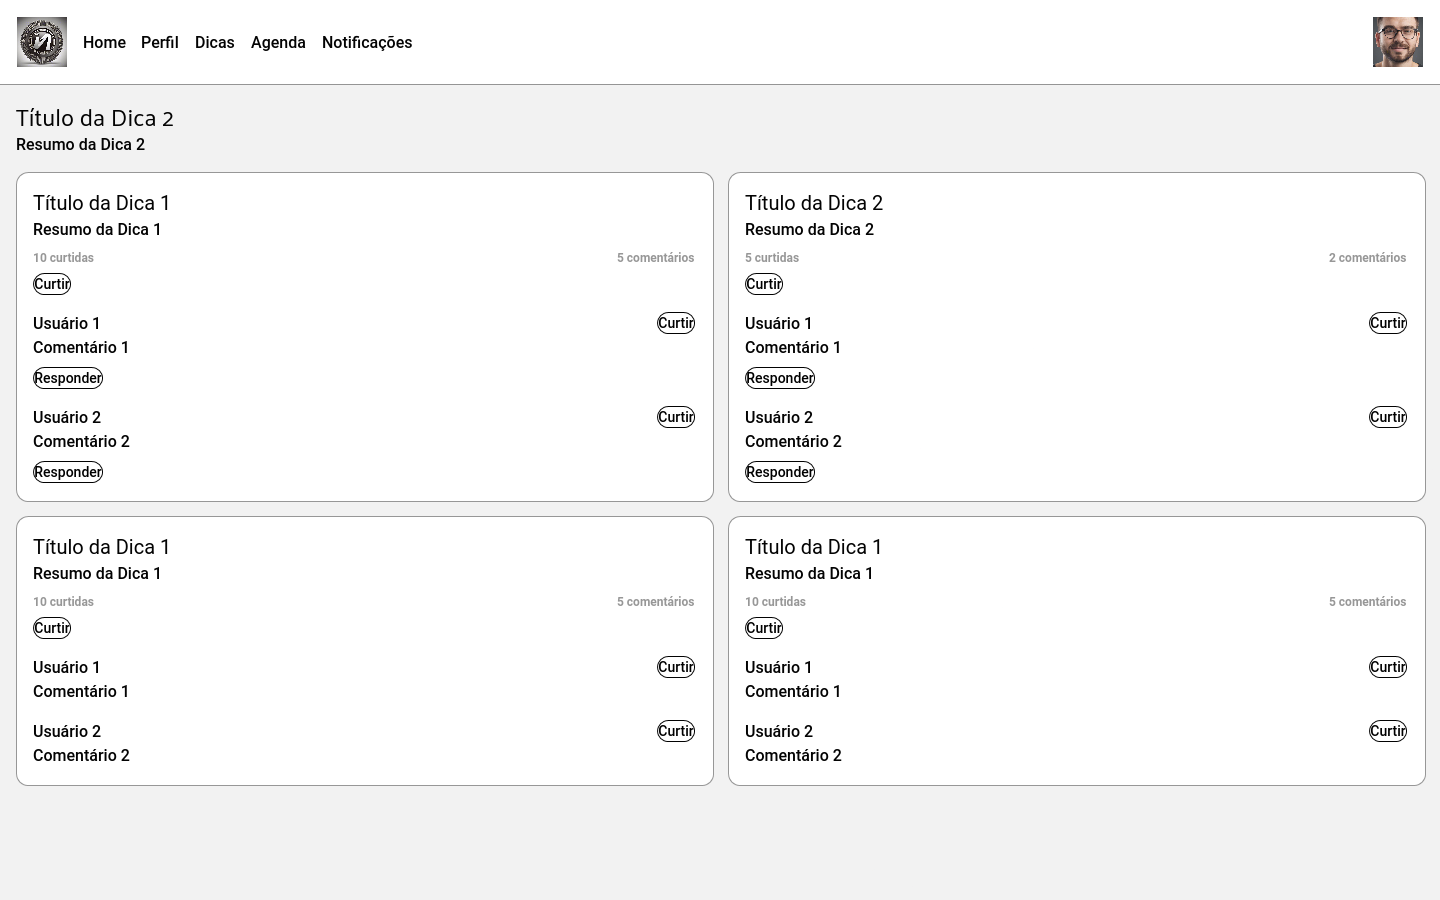 Home Perfil Dicas Agenda Notificações
Título da Dica 2
Resumo da Dica 2
Título da Dica 1
Resumo da Dica 1
10 curtidas 5 comentários
Curtir
Usuário 1 Curtir
Comentário 1
Responder
Usuário 2 Curtir
Comentário 2
Responder
Título da Dica 2
Resumo da Dica 2
5 curtidas 2 comentários
Curtir
Usuário 1 Curtir
Comentário 1
Responder
Usuário 2 Curtir
Comentário 2
Responder
Título da Dica 1
Resumo da Dica 1
10 curtidas 5 comentários
Curtir
Usuário 1 Curtir
Comentário 1
Usuário 2 Curtir
Comentário 2
Título da Dica 1
Resumo da Dica 1
10 curtidas 5 comentários
Curtir
Usuário 1 Curtir
Comentário 1
Usuário 2 Curtir
Comentário 2